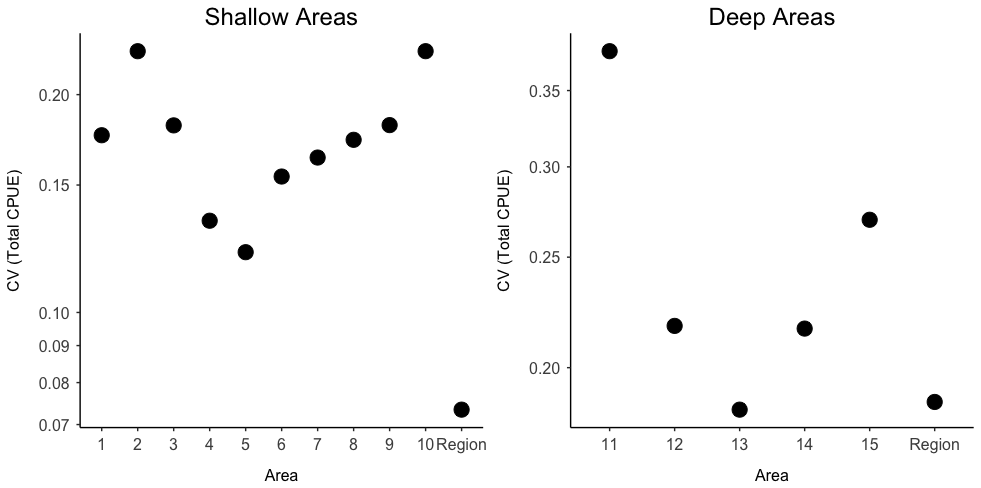 Shallow Areas
CV (Total CPUE)
0.20
0.15
0.10
0.09
0.08
0.07
1 2 3 4 5 6 7 8 9 10 Region
Area
Deep Areas
CV (Total CPUE)
0.35
0.30
0.25
0.20
11 12 13 14 15 Region
Area